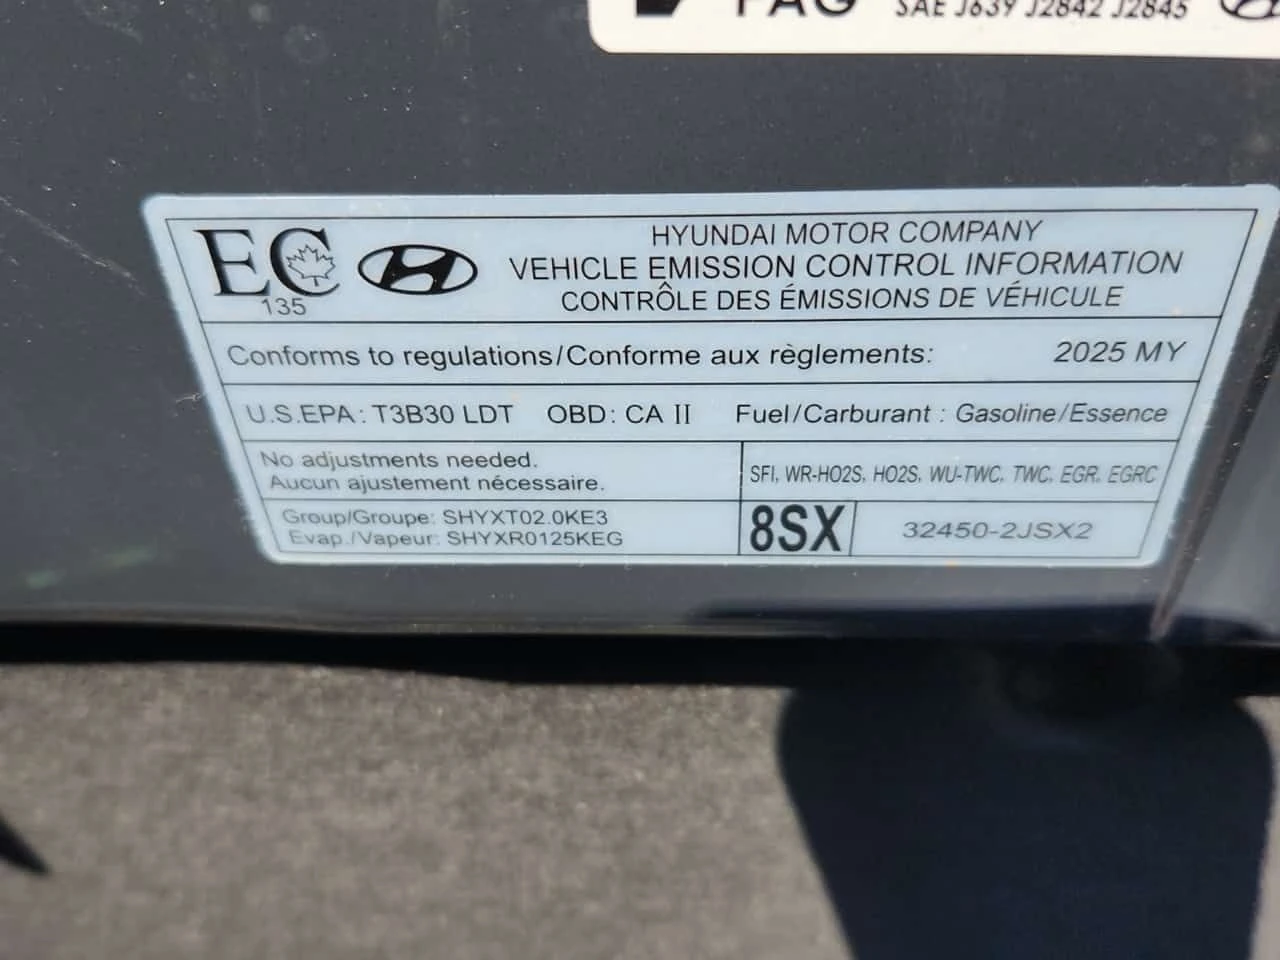 PAG SAE J639 J2842 J2845
EC
135
HYUNDAI MOTOR COMPANY
VEHICLE EMISSION CONTROL INFORMATION
CONTRÔLE DES ÉMISSIONS DE VÉHICULE
Conforms to regulations/Conforme aux règlements: 2025 MY
U.S.EPA : T3B30 LDT OBD: CA II Fuel/Carburant : Gasoline/Essence
No adjustments needed.
Aucun ajustement nécessaire.
SFI, WR-HO2S, HO2S, WU-TWC, TWC, EGR, EGRC
Group/Groupe: SHYXT02.0KE3
Evap./Vapeur: SHYXR0125KEG
8SX
32450-2JSX2